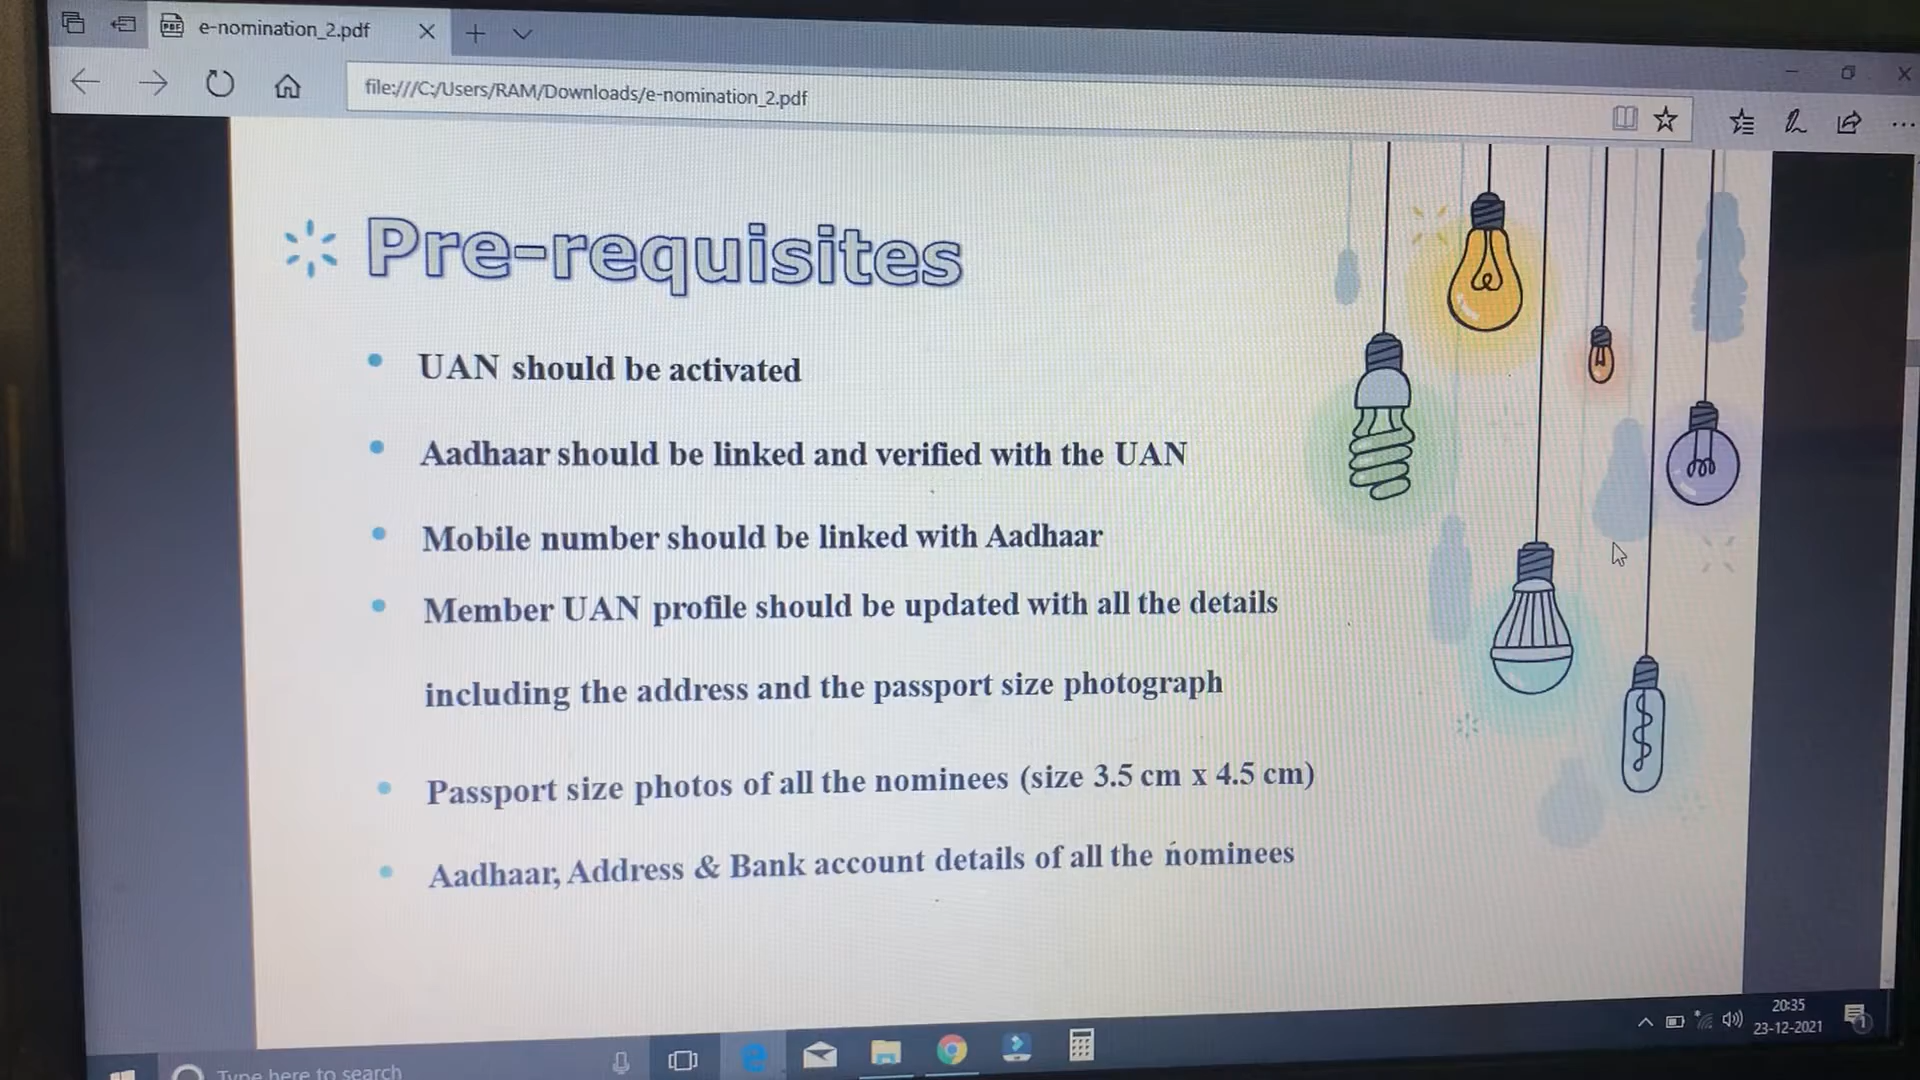 e-nomination_2.pdf
file:///C:/Users/RAM/Downloads/e-nomination_2.pdf
Pre-requisites
UAN should be activated
Aadhaar should be linked and verified with the UAN
Mobile number should be linked with Aadhaar
Member UAN profile should be updated with all the details
including the address and the passport size photograph
Passport size photos of all the nominees (size 3.5 cm x 4.5 cm)
Aadhaar, Address & Bank account details of all the nominees
20:35
23-12-2021
Type here to search